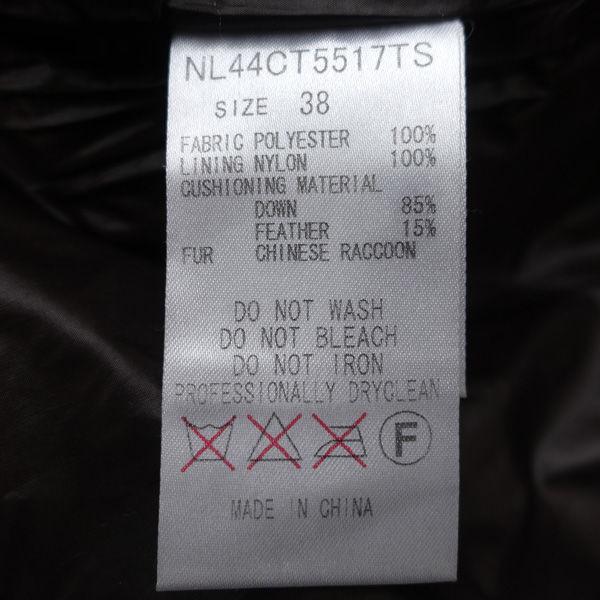 NL44CT5517TS
SIZE 38
FABRIC POLYESTER 100%
LINING NYLON 100%
CUSHIONING MATERIAL
DOWN 85%
FEATHER 15%
FUR CHINESE RACCOON
DO NOT WASH
DO NOT BLEACH
DO NOT IRON
PROFESSIONALLY DRYCLEAN
F
MADE IN CHINA